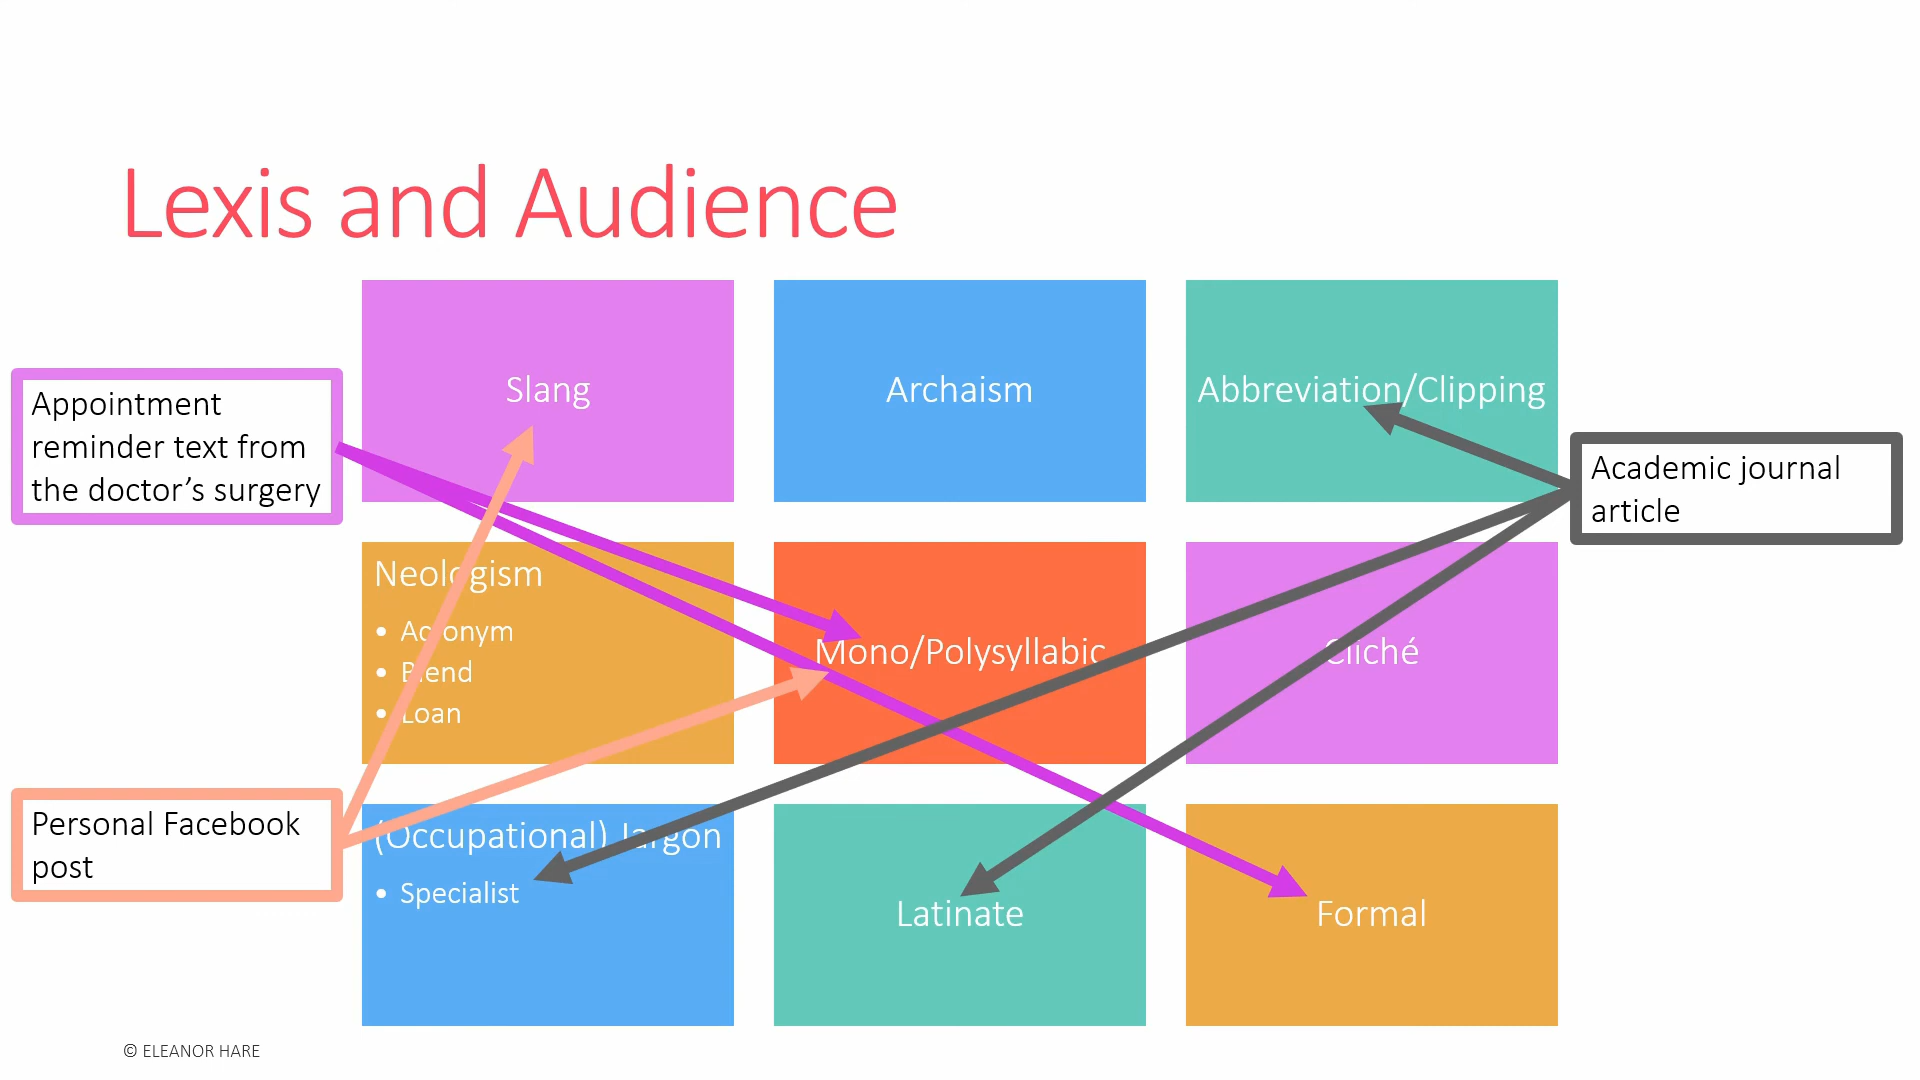 Lexis and Audience
Slang
Archaism
Abbreviation/Clipping
Appointment
reminder text from
the doctor’s surgery
Academic journal
article
Neologism
• Acronym
• Blend
• Loan
Mono/Polysyllabic
Cliché
Personal Facebook
post
(Occupational) Jargon
• Specialist
Latinate
Formal
© ELEANOR HARE